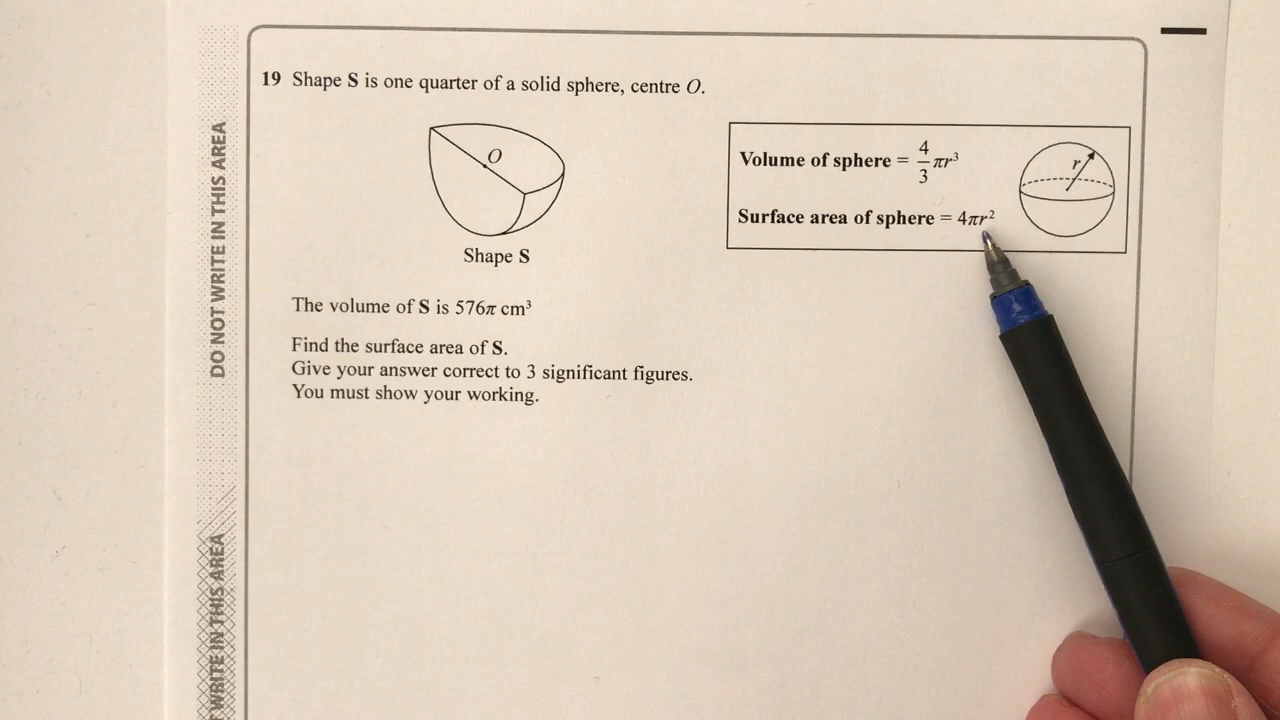 19 Shape S is one quarter of a solid sphere, centre O.
O
Shape S
Volume of sphere = 4/3 πr³
Surface area of sphere = 4πr²
r
The volume of S is 576π cm³
Find the surface area of S.
Give your answer correct to 3 significant figures.
You must show your working.
DO NOT WRITE IN THIS AREA
WRITE IN THIS AREA